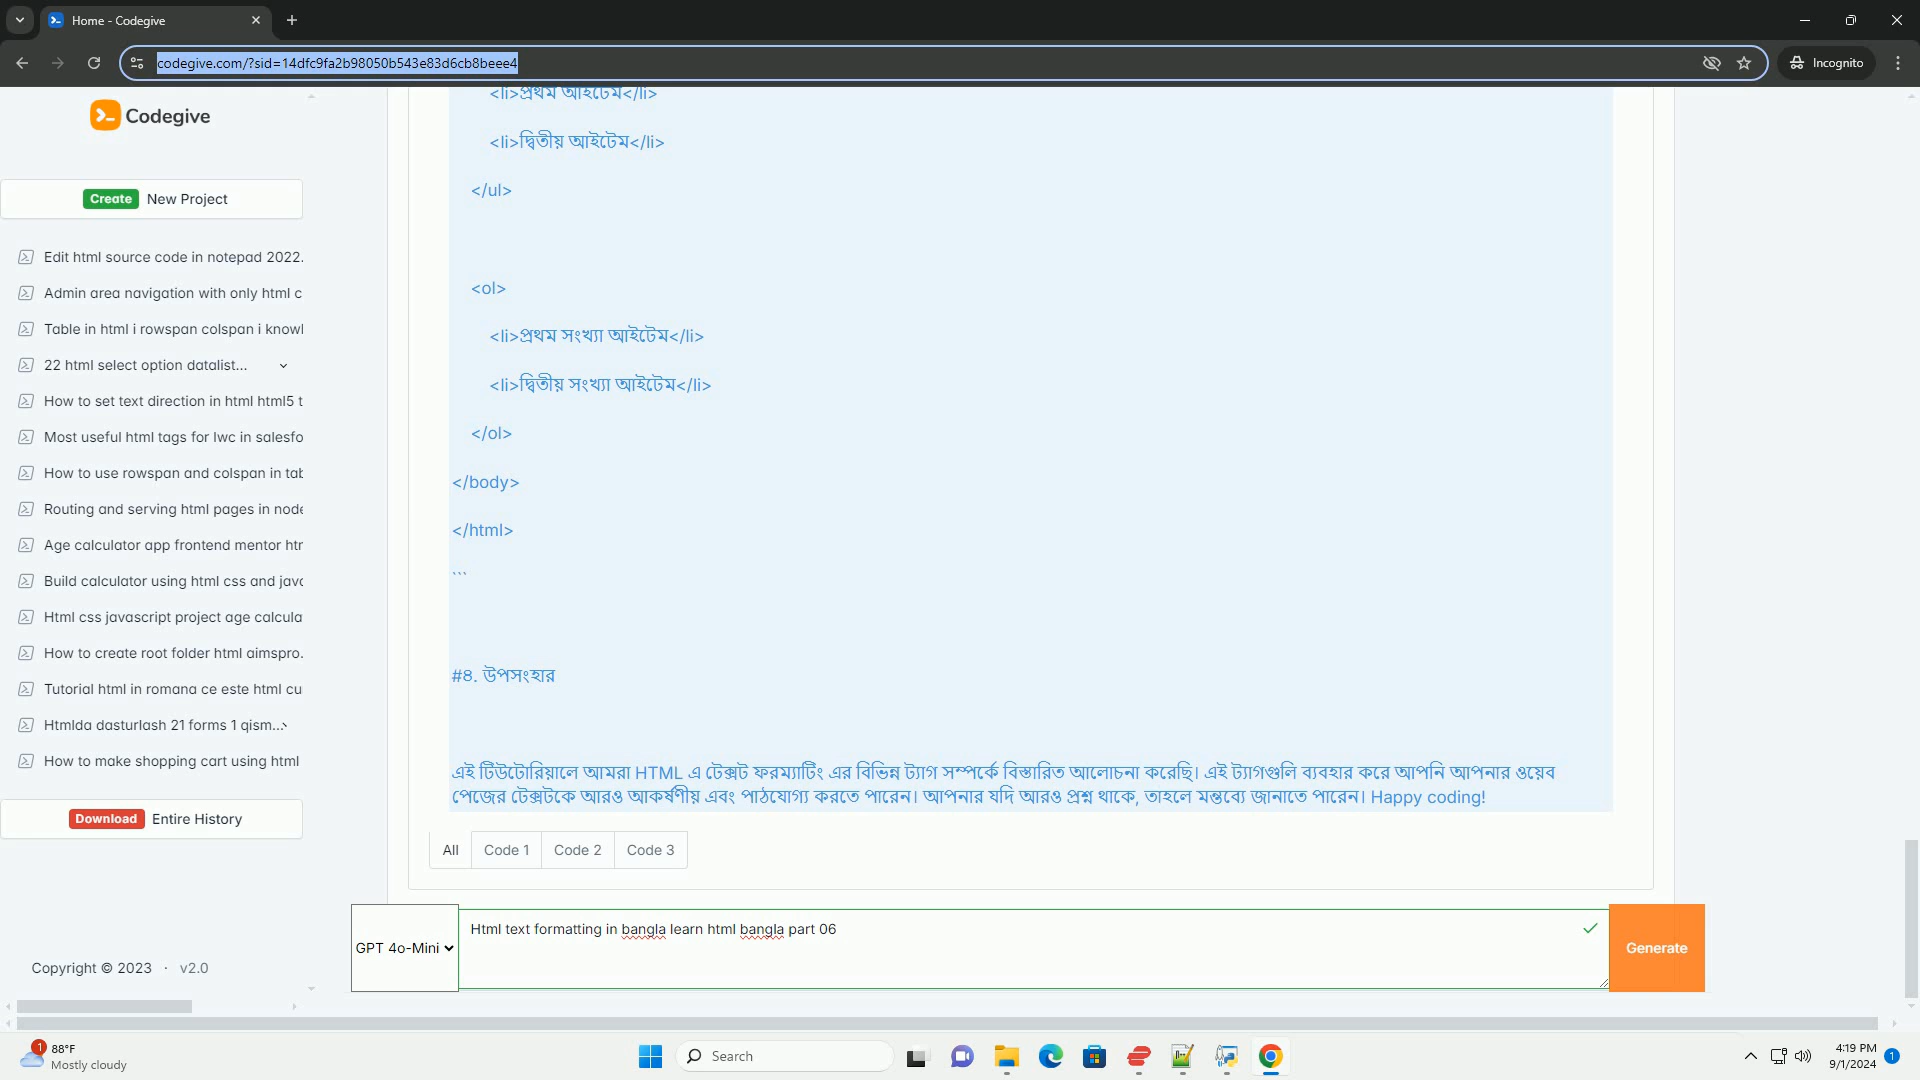 Home - Codegive
codegive.com/?sid=14dfc9fa2b98050b543e83d6cb8beee4
Incognito
Codegive
Create New Project
Edit html source code in notepad 2022.
Admin area navigation with only html c
Table in html i rowspan colspan i knowl
22 html select option datalist...
How to set text direction in html html5 t
Most useful html tags for lwc in salesfo
How to use rowspan and colspan in tab
Routing and serving html pages in node
Age calculator app frontend mentor htr
Build calculator using html css and java
Html css javascript project age calcula
How to create root folder html aimspro.
Tutorial html in romana ce este html cu
Htmlda dasturlash 21 forms 1 qism...
How to make shopping cart using html
Download Entire History
Copyright © 2023 · v2.0
<li>প্রথম আইটেম</li>
<li>দ্বিতীয় আইটেম</li>
</ul>
<ol>
<li>প্রথম সংখ্যা আইটেম</li>
<li>দ্বিতীয় সংখ্যা আইটেম</li>
</ol>
</body>
</html>
```
#৪. উপসংহার
এই টিউটোরিয়ালে আমরা HTML এ টেক্সট ফরম্যাটিং এর বিভিন্ন ট্যাগ সম্পর্কে বিস্তারিত আলোচনা করেছি। এই ট্যাগগুলি ব্যবহার করে আপনি আপনার ওয়েব
পেজের টেক্সটকে আরও আকর্ষণীয় এবং পাঠযোগ্য করতে পারেন। আপনার যদি আরও প্রশ্ন থাকে, তাহলে মন্তব্যে জানাতে পারেন। Happy coding!
All Code 1 Code 2 Code 3
GPT 4o-Mini
Html text formatting in bangla learn html bangla part 06
Generate
1
88°F
Mostly cloudy
Search
4:19 PM
9/1/2024
1